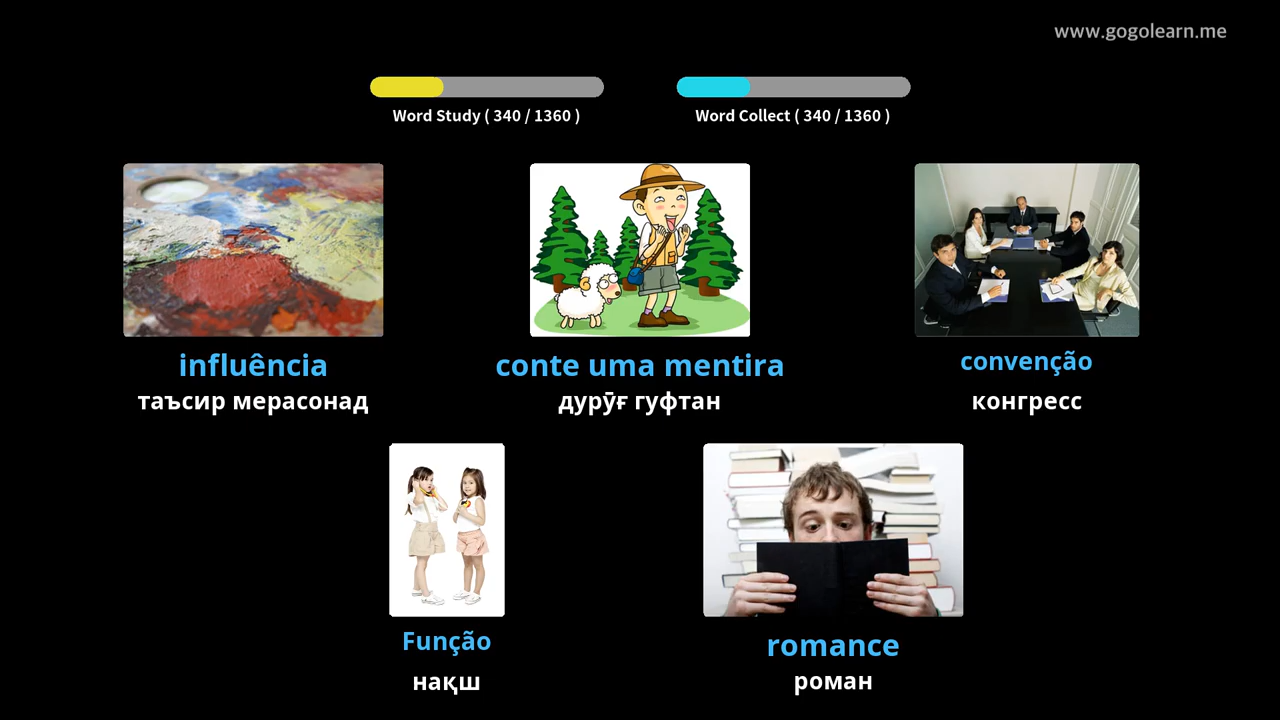 www.gogolearn.me
Word Study ( 340 / 1360 )
Word Collect ( 340 / 1360 )
influência
таъсир мерасонад
conte uma mentira
дурӯғ гуфтан
convenção
конгресс
Função
нақш
romance
роман